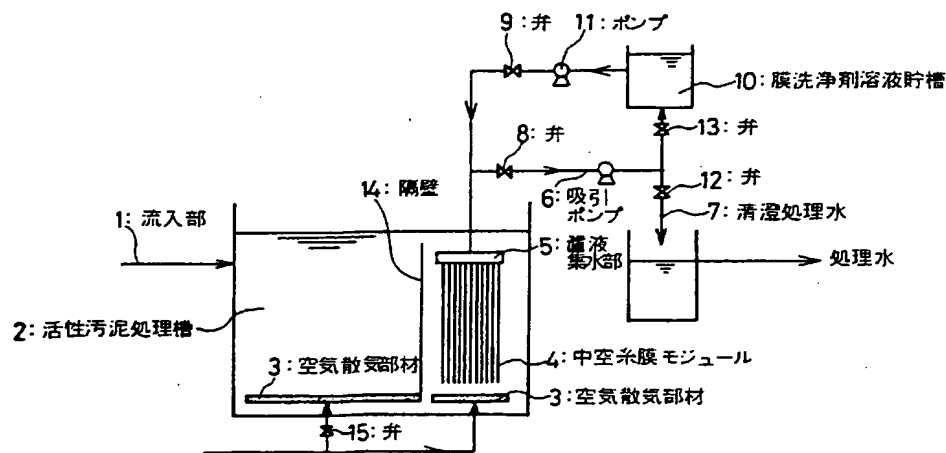 9:弁
11:ポンプ
10:膜洗浄剤溶液貯槽
13:弁
8:弁
12:弁
6:吸引
ポンプ
7:清澄処理水
14:隔壁
1:流入部
5:濾液
集水部
処理水
2:活性汚泥処理槽
4:中空糸膜モジュール
3:空気散気部材
3:空気散気部材
15:弁